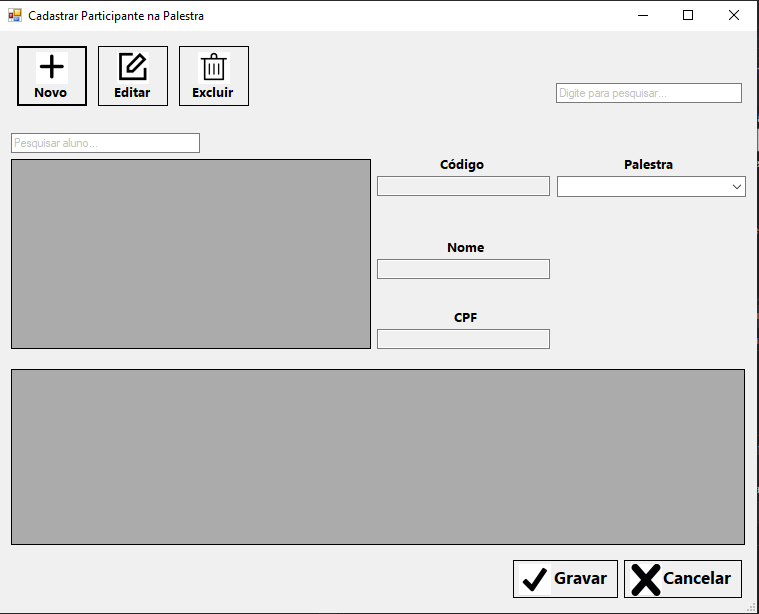 Cadastrar Participante na Palestra
Novo
Editar
Excluir
Digite para pesquisar...
Pesquisar aluno...
Código
Palestra
Nome
CPF
Gravar
Cancelar